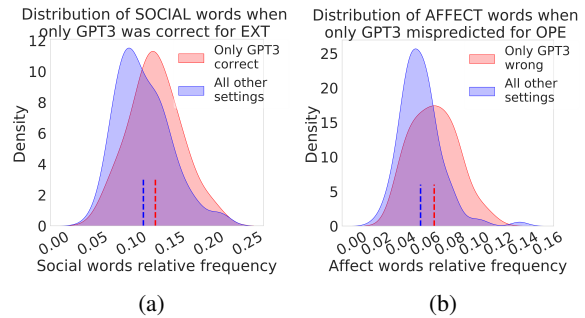 Distribution of SOCIAL words when
only GPT3 was correct for EXT
12
10
8
6
4
2
0
Density
Only GPT3
correct
All other
settings
0.00 0.05 0.10 0.15 0.20 0.25
Social words relative frequency
(a)
Distribution of AFFECT words when
only GPT3 mispredicted for OPE
25
20
15
10
5
0
Density
Only GPT3
wrong
All other
settings
0.00 0.02 0.04 0.06 0.08 0.10 0.12 0.14 0.16
Affect words relative frequency
(b)